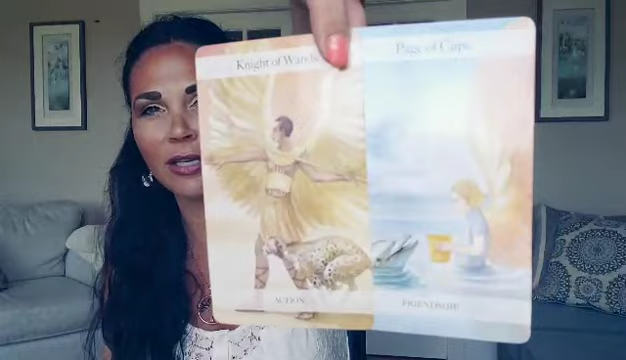 Knight of Wands
Page of Cups
ACTION
FRIENDSHIP